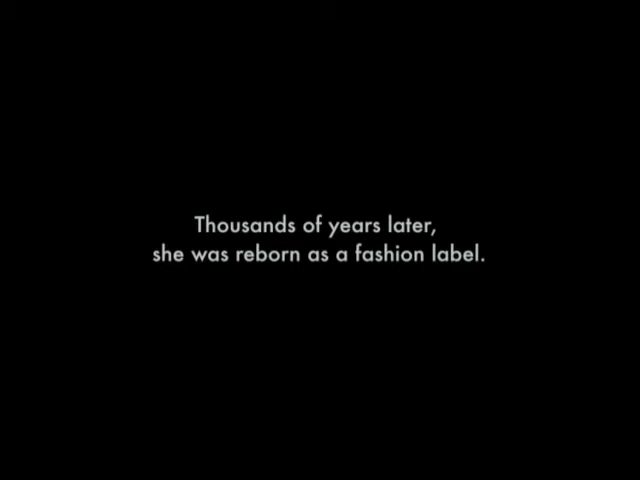 Thousands of years later,
she was reborn as a fashion label.